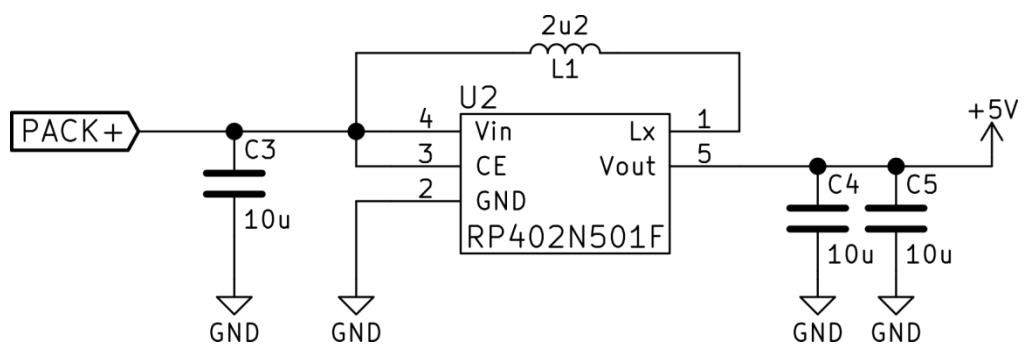 2u2
L1
U2
PACK+
C3
10u
4
Vin
3
CE
2
GND
Lx
1
Vout
5
RP402N501F
+5V
C4
10u
C5
10u
GND
GND
GND
GND